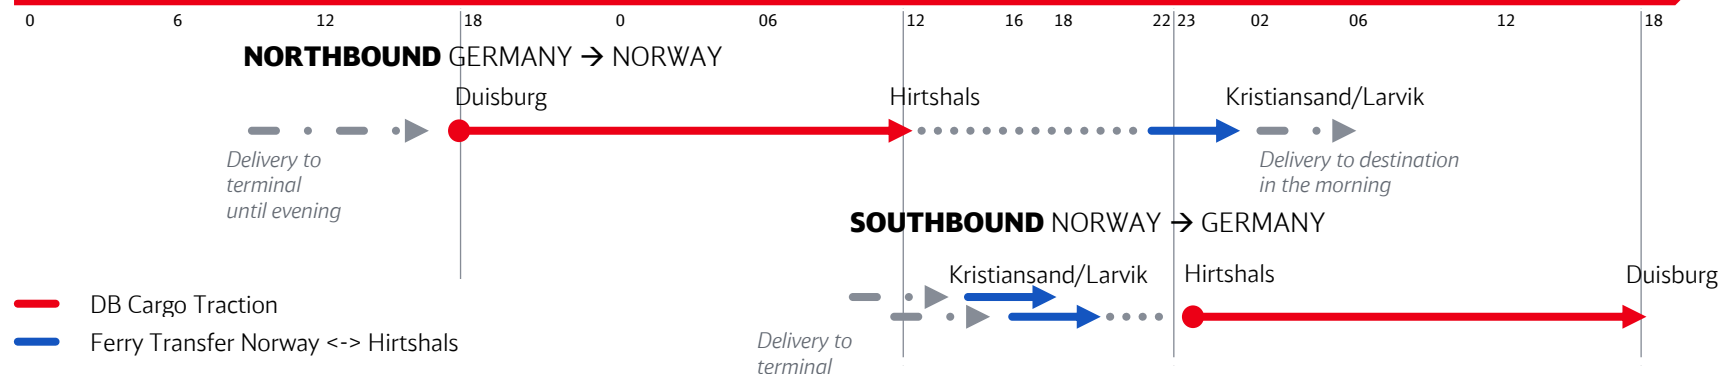 0 6 12 18 0 06 12 16 18 22 23 02 06 12 18
NORTHBOUND GERMANY → NORWAY
Duisburg Hirtshals Kristiansand/Larvik
Delivery to
terminal
until evening
Delivery to destination
in the morning
SOUTHBOUND NORWAY → GERMANY
Kristiansand/Larvik Hirtshals Duisburg
Delivery to
terminal
DB Cargo Traction
Ferry Transfer Norway <-> Hirtshals